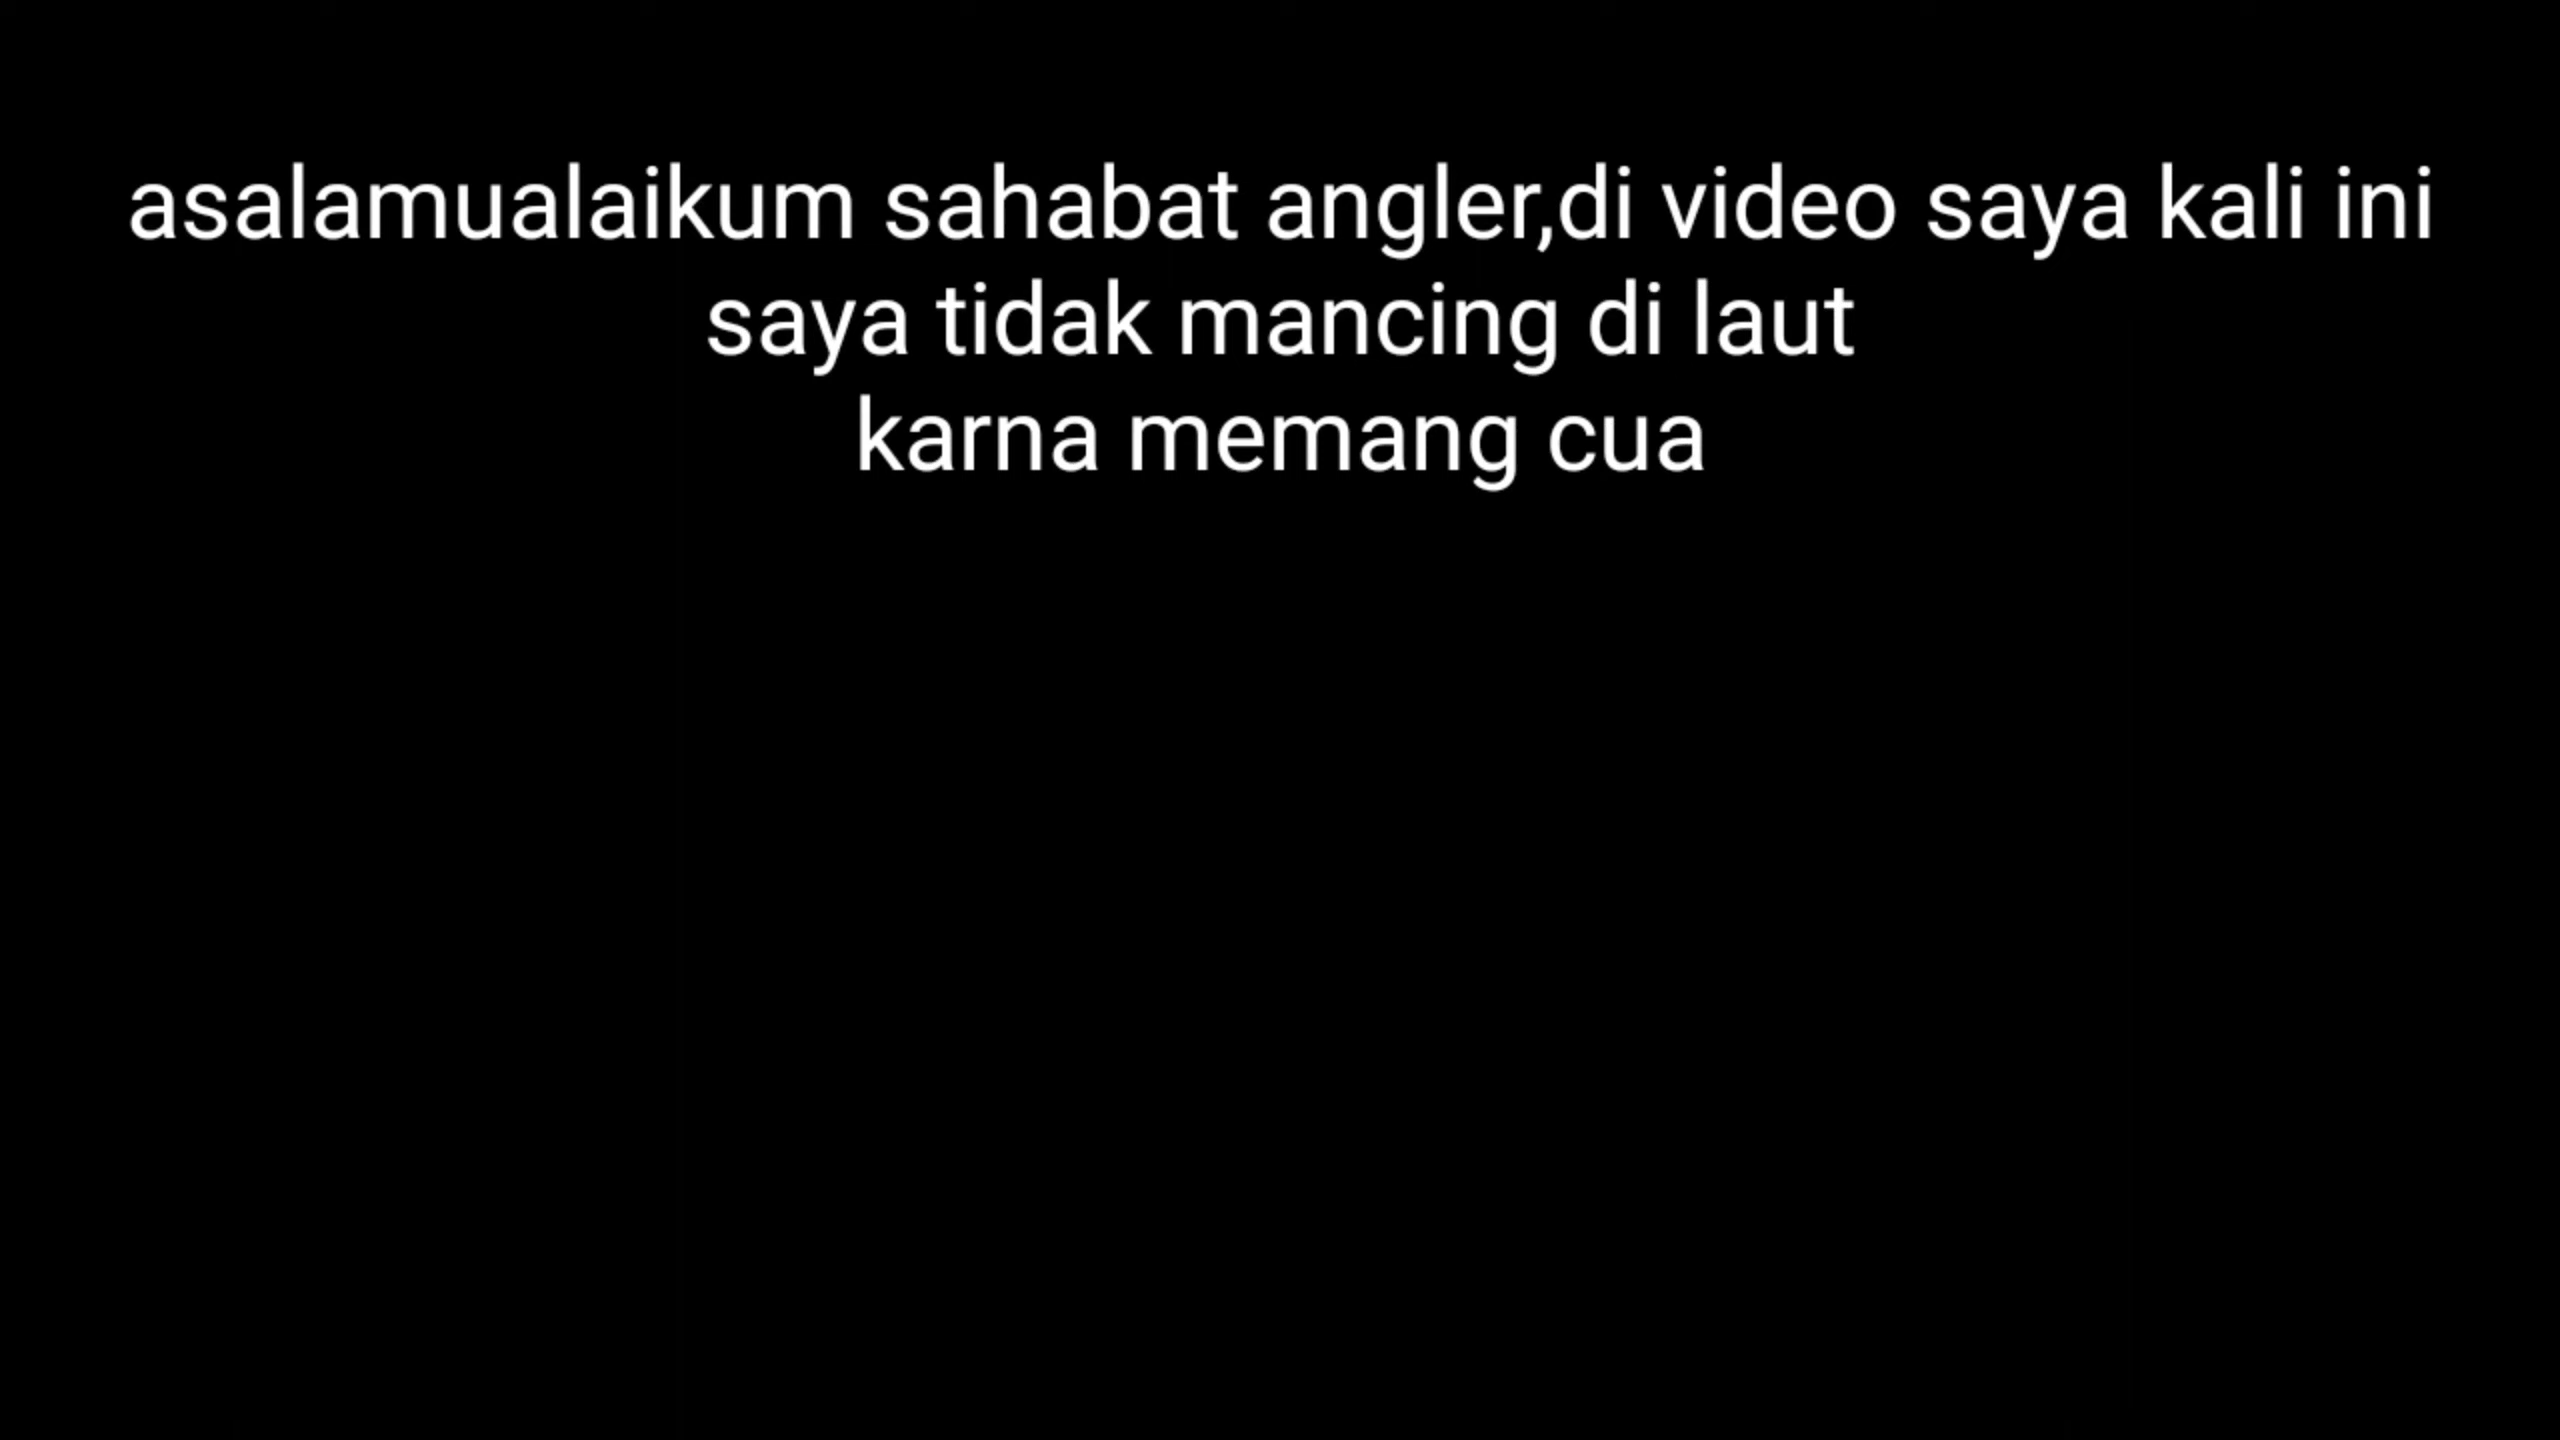 asalamualaikum sahabat angler,di video saya kali ini
saya tidak mancing di laut
karna memang cua